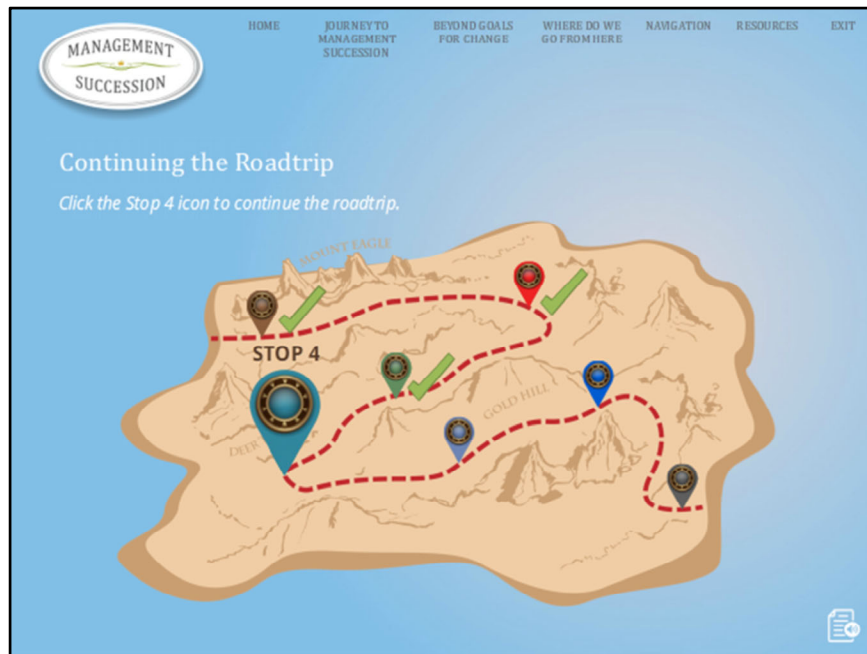 HOME
JOURNEY TO
MANAGEMENT
SUCCESSION
BEYOND GOALS
FOR CHANGE
WHERE DO WE
GO FROM HERE
NAVIGATION
RESOURCES
EXIT
MANAGEMENT
SUCCESSION
Continuing the Roadtrip
Click the Stop 4 icon to continue the roadtrip.
MOUNT EAGLE
STOP 4
GOLD HILL
DEER